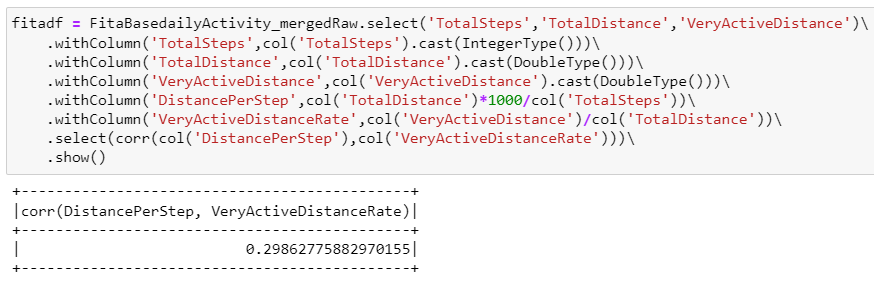 fitadf = FitaBasedailyActivity_mergedRaw.select('TotalSteps','TotalDistance','VeryActiveDistance')\
    .withColumn('TotalSteps',col('TotalSteps').cast(IntegerType()))\
    .withColumn('TotalDistance',col('TotalDistance').cast(DoubleType()))\
    .withColumn('VeryActiveDistance',col('VeryActiveDistance').cast(DoubleType()))\
    .withColumn('DistancePerStep',col('TotalDistance')*1000/col('TotalSteps'))\
    .withColumn('VeryActiveDistanceRate',col('VeryActiveDistance')/col('TotalDistance'))\
    .select(corr(col('DistancePerStep'),col('VeryActiveDistanceRate')))\
    .show()
+-------------------------------------------+
|corr(DistancePerStep, VeryActiveDistanceRate)|
+-------------------------------------------+
|                        0.29862775882970155|
+-------------------------------------------+